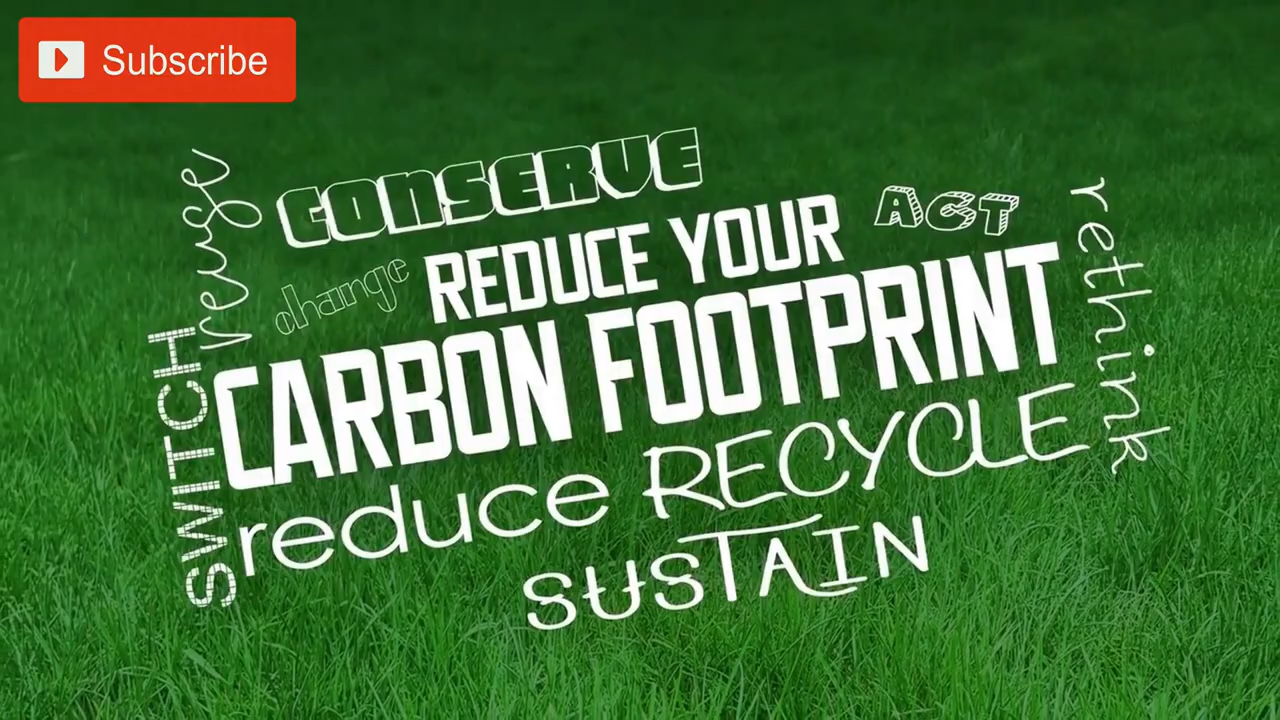 Subscribe
reuse
CONSERVE
ACT
rethink
change
REDUCE YOUR
CARBON FOOTPRINT
SWITCH
reduce RECYCLE
SUSTAIN